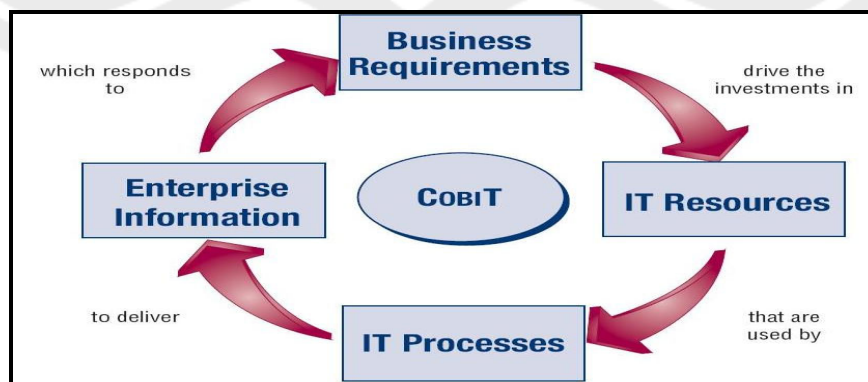 Business
Requirements
drive the
investments in
IT Resources
that are
used by
IT Processes
to deliver
Enterprise
Information
which responds
to
COBIT